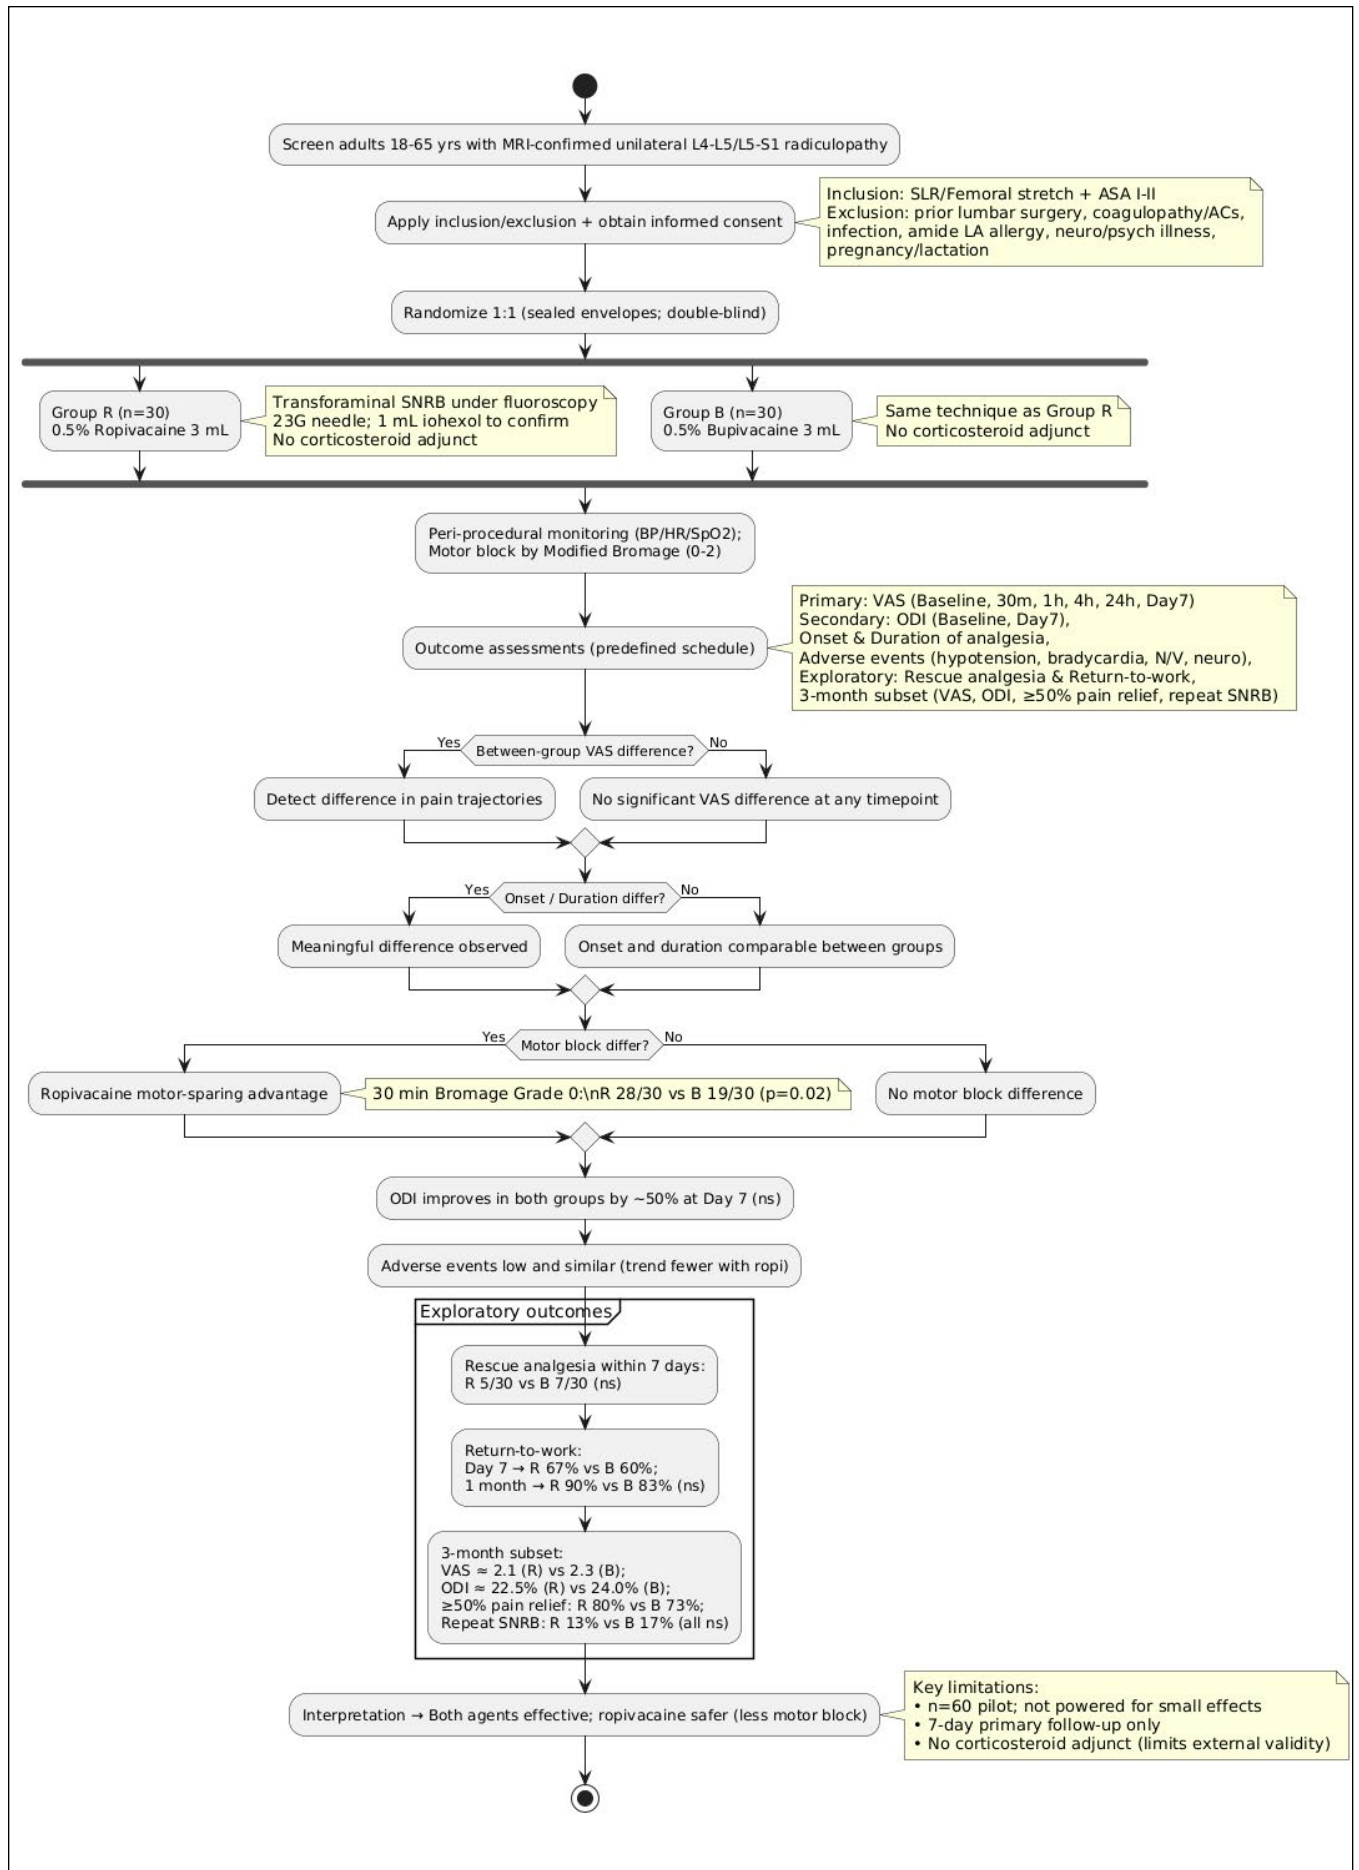 Screen adults 18-65 yrs with MRI-confirmed unilateral L4-L5/L5-S1 radiculopathy
Apply inclusion/exclusion + obtain informed consent
Inclusion: SLR/Femoral stretch + ASA I-II
Exclusion: prior lumbar surgery, coagulopathy/ACs,
infection, amide LA allergy, neuro/psych illness,
pregnancy/lactation
Randomize 1:1 (sealed envelopes; double-blind)
Group R (n=30)
0.5% Ropivacaine 3 mL
Transforaminal SNRB under fluoroscopy
23G needle; 1 mL iohexol to confirm
No corticosteroid adjunct
Group B (n=30)
0.5% Bupivacaine 3 mL
Same technique as Group R
No corticosteroid adjunct
Peri-procedural monitoring (BP/HR/SpO2);
Motor block by Modified Bromage (0-2)
Outcome assessments (predefined schedule)
Primary: VAS (Baseline, 30m, 1h, 4h, 24h, Day7)
Secondary: ODI (Baseline, Day7),
Onset & Duration of analgesia,
Adverse events (hypotension, bradycardia, N/V, neuro),
Exploratory: Rescue analgesia & Return-to-work,
3-month subset (VAS, ODI, ≥50% pain relief, repeat SNRB)
Yes
Between-group VAS difference?
No
Detect difference in pain trajectories
No significant VAS difference at any timepoint
Yes
Onset / Duration differ?
No
Meaningful difference observed
Onset and duration comparable between groups
Yes
Motor block differ?
No
Ropivacaine motor-sparing advantage
30 min Bromage Grade 0:\nR 28/30 vs B 19/30 (p=0.02)
No motor block difference
ODI improves in both groups by ~50% at Day 7 (ns)
Adverse events low and similar (trend fewer with ropi)
Exploratory outcomes
Rescue analgesia within 7 days:
R 5/30 vs B 7/30 (ns)
Return-to-work:
Day 7 → R 67% vs B 60%;
1 month → R 90% vs B 83% (ns)
3-month subset:
VAS ≈ 2.1 (R) vs 2.3 (B);
ODI ≈ 22.5% (R) vs 24.0% (B);
≥50% pain relief: R 80% vs B 73%;
Repeat SNRB: R 13% vs B 17% (all ns)
Interpretation → Both agents effective; ropivacaine safer (less motor block)
Key limitations:
• n=60 pilot; not powered for small effects
• 7-day primary follow-up only
• No corticosteroid adjunct (limits external validity)